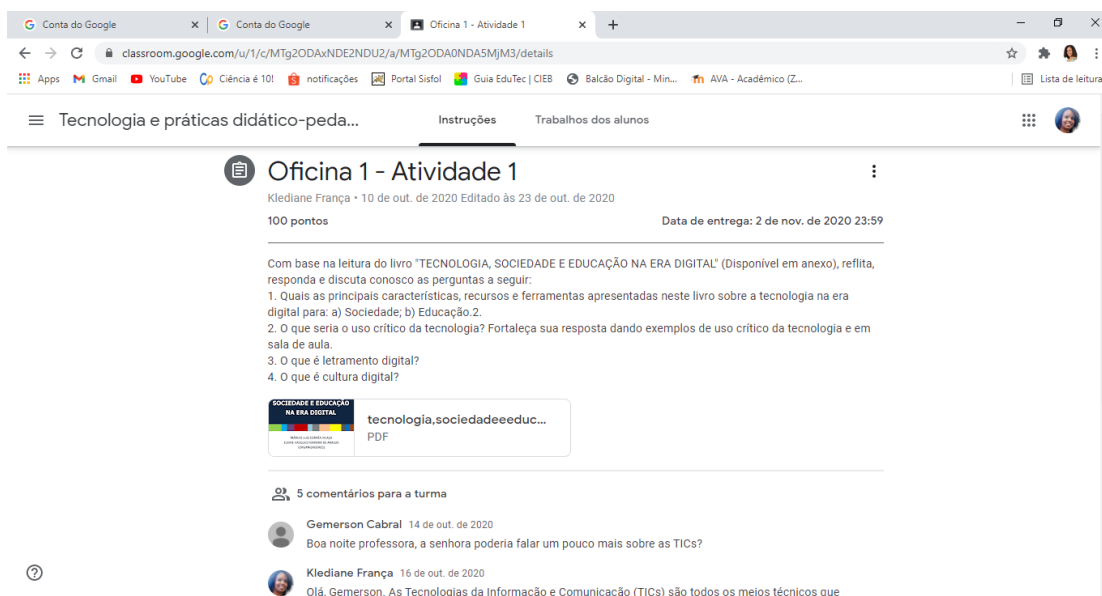 Conta do Google
Conta do Google
Oficina 1 - Atividade 1
classroom.google.com/u/1/c/MTg2ODAxNDE2NDU2/a/MTg2ODA0NDA5MjM3/details
Apps Gmail YouTube Ciência é 10! notificações Portal Sisfol Guia EduTec | CIEB Balcão Digital - Min... AVA - Acadêmico (Z... Lista de leitura
Tecnologia e práticas didático-peda... Instruções Trabalhos dos alunos
Oficina 1 - Atividade 1
Klediane França • 10 de out. de 2020 Editado às 23 de out. de 2020
100 pontos Data de entrega: 2 de nov. de 2020 23:59
Com base na leitura do livro "TECNOLOGIA, SOCIEDADE E EDUCAÇÃO NA ERA DIGITAL" (Disponível em anexo), reflita,
responda e discuta conosco as perguntas a seguir:
1. Quais as principais características, recursos e ferramentas apresentadas neste livro sobre a tecnologia na era
digital para: a) Sociedade; b) Educação.2.
2. O que seria o uso crítico da tecnologia? Fortaleça sua resposta dando exemplos de uso crítico da tecnologia e em
sala de aula.
3. O que é letramento digital?
4. O que é cultura digital?
SOCIEDADE E EDUCAÇÃO
NA ERA DIGITAL
tecnologia,sociedadeeeduc...
PDF
5 comentários para a turma
Gemerson Cabral 14 de out. de 2020
Boa noite professora, a senhora poderia falar um pouco mais sobre as TICs?
Klediane França 16 de out. de 2020
Olá, Gemerson. As Tecnologias da Informação e Comunicação (TICs) são todos os meios técnicos que